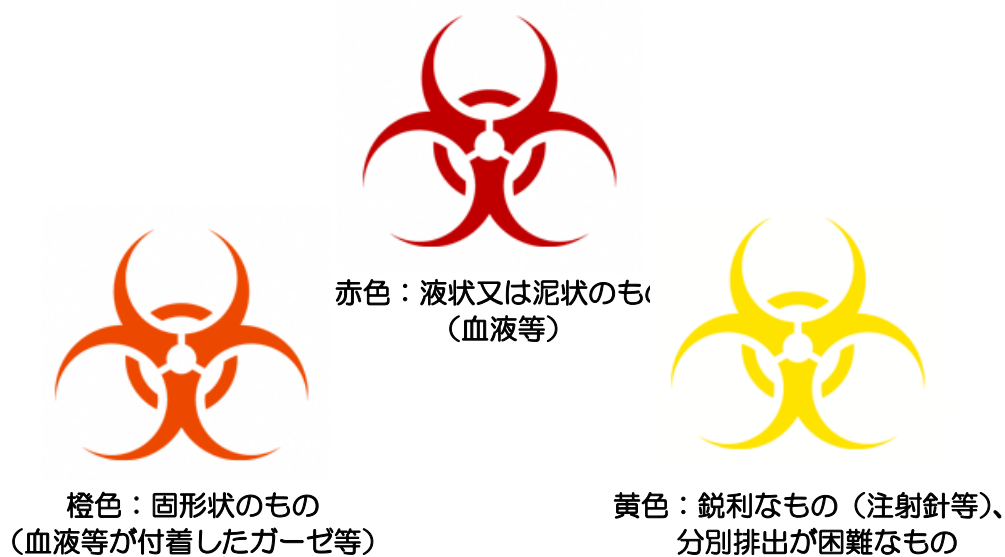 赤色：液状又は泥状のもの
（血液等）
橙色：固形状のもの
（血液等が付着したガーゼ等）
黄色：鋭利なもの（注射針等）、
分別排出が困難なもの